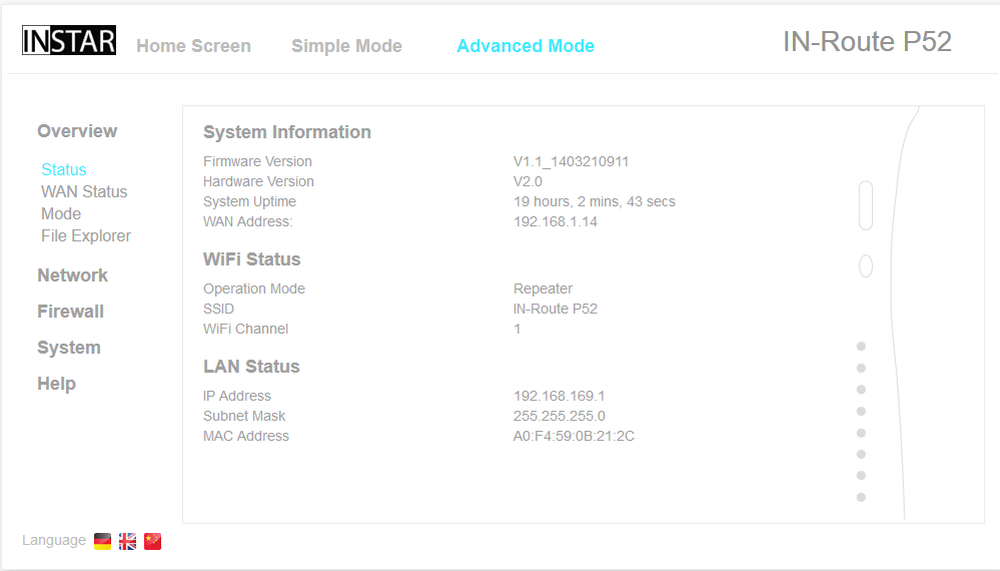 INSTAR Home Screen Simple Mode Advanced Mode IN-Route P52
Overview
Status
WAN Status
Mode
File Explorer
Network
Firewall
System
Help
System Information
Firmware Version V1.1_1403210911
Hardware Version V2.0
System Uptime 19 hours, 2 mins, 43 secs
WAN Address: 192.168.1.14
WiFi Status
Operation Mode Repeater
SSID IN-Route P52
WiFi Channel 1
LAN Status
IP Address 192.168.169.1
Subnet Mask 255.255.255.0
MAC Address A0:F4:59:0B:21:2C
Language